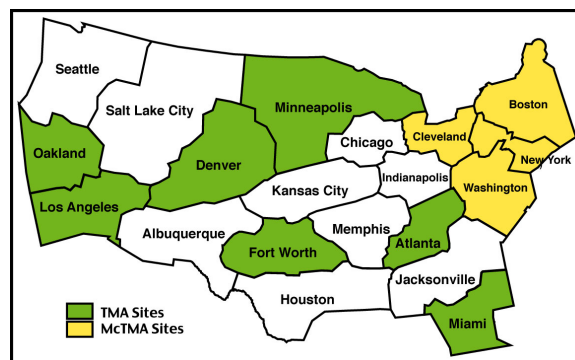 Seattle
Salt Lake City
Minneapolis
Boston
Chicago
Cleveland
Oakland
Denver
New York
Indianapolis
Kansas City
Washington
Los Angeles
Albuquerque
Memphis
Atlanta
Fort Worth
Jacksonville
Houston
TMA Sites
McTMA Sites
Miami